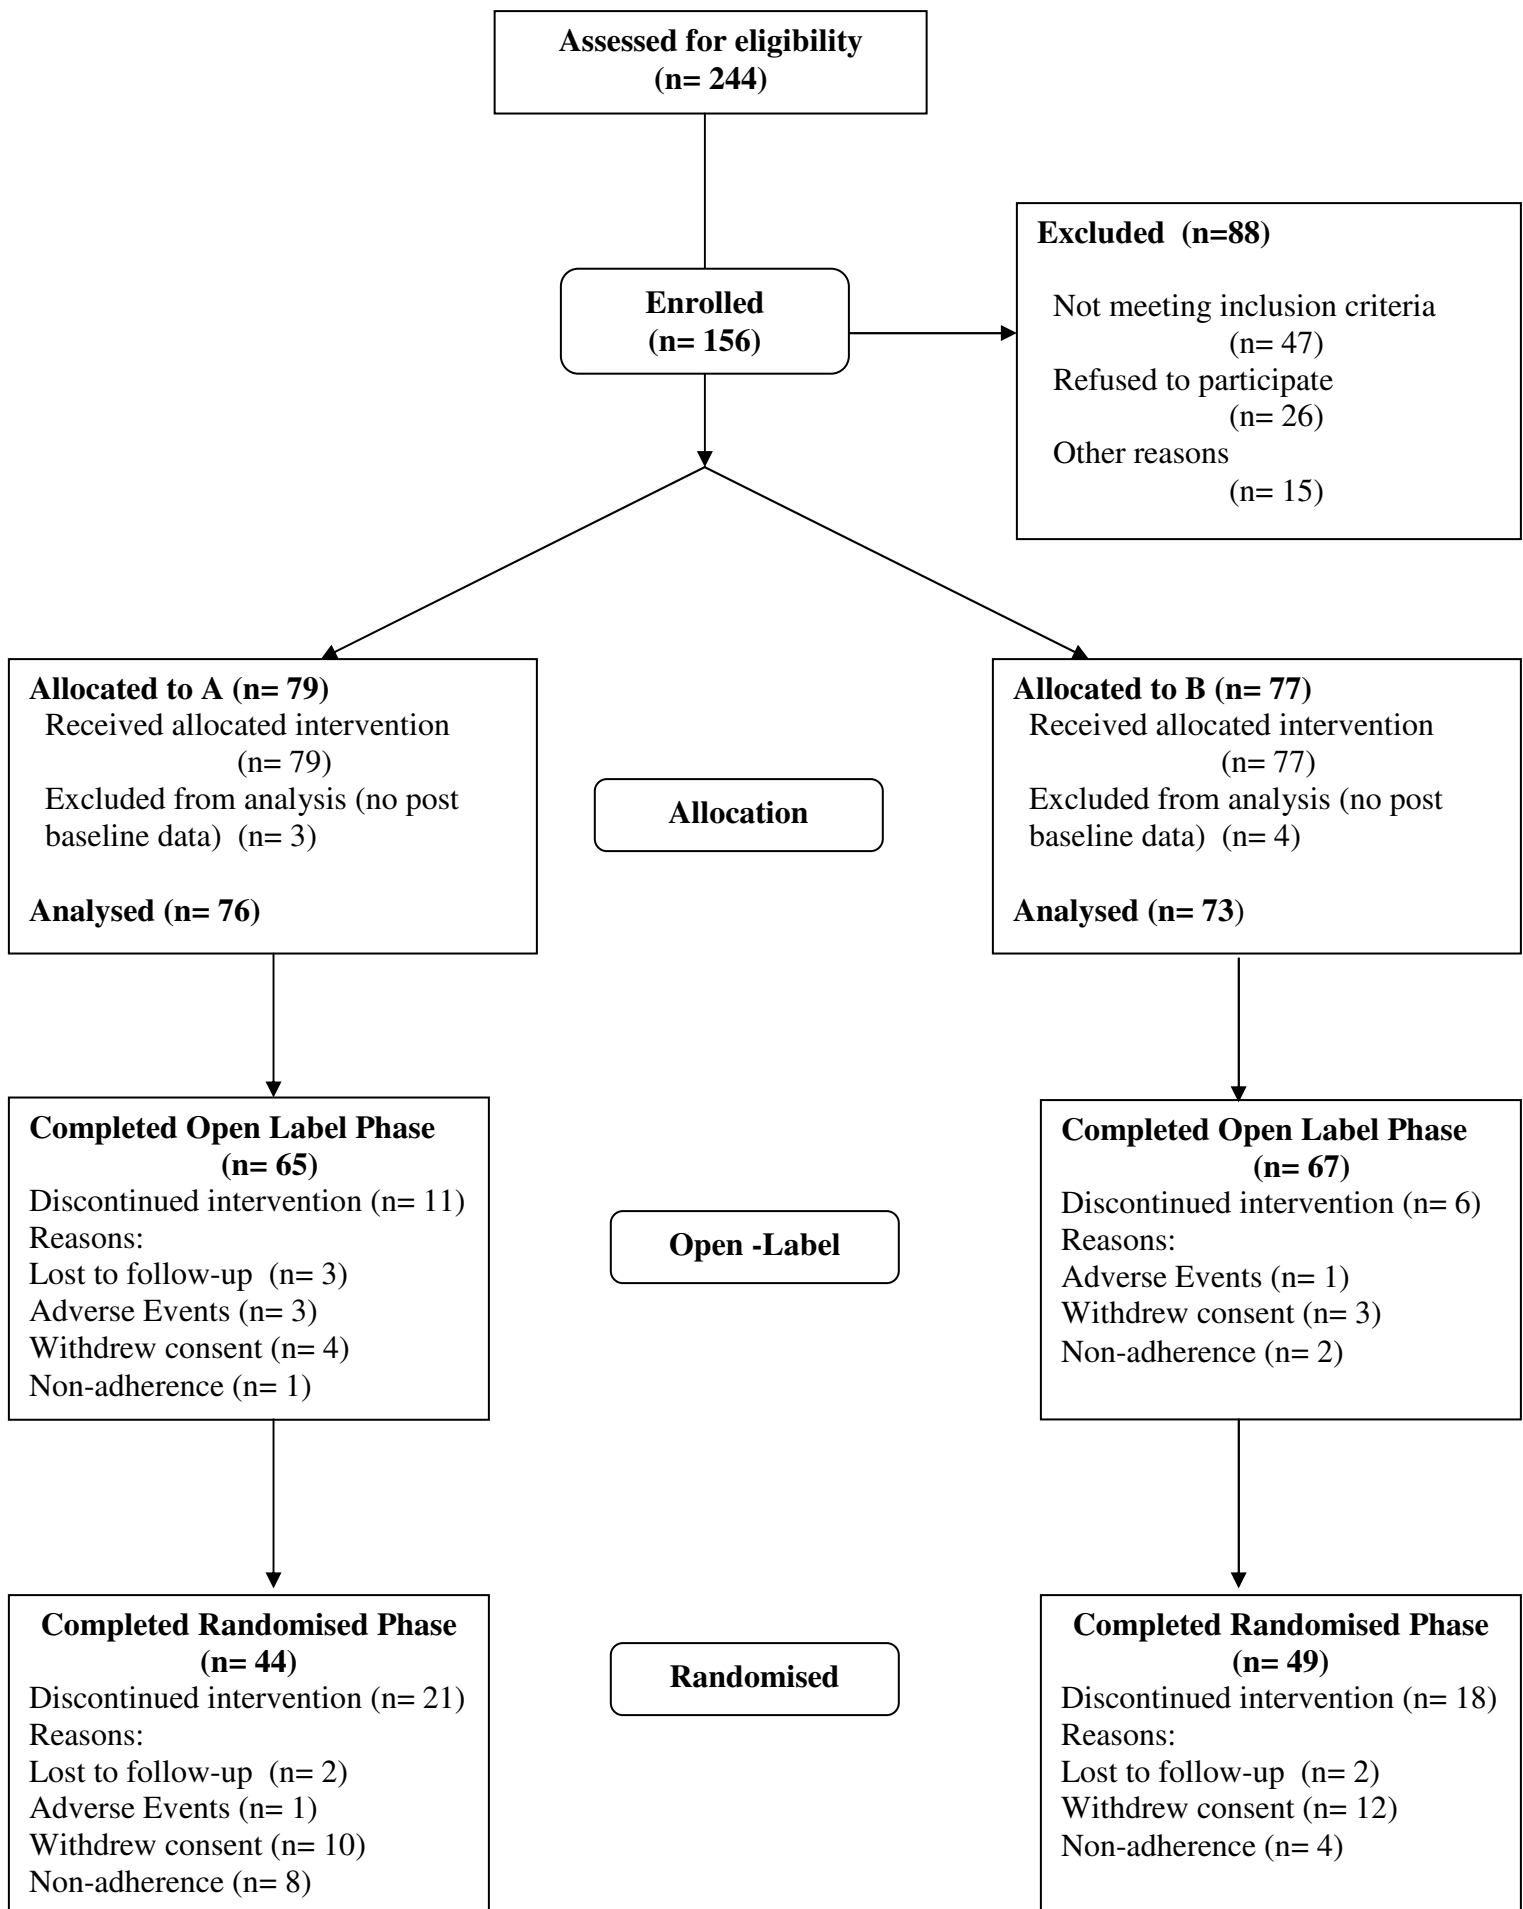 Assessed for eligibility
(n= 244)
Excluded  (n=88)
Not meeting inclusion criteria
(n= 47)
Refused to participate
(n= 26)
Other reasons
(n= 15)
Enrolled
(n= 156)
Allocated to A (n= 79)
Received allocated intervention
(n= 79)
Excluded from analysis (no post
baseline data)  (n= 3)
Analysed (n= 76)
Allocation
Allocated to B (n= 77)
Received allocated intervention
(n= 77)
Excluded from analysis (no post
baseline data)  (n= 4)
Analysed (n= 73)
Completed Open Label Phase
(n= 65)
Discontinued intervention (n= 11)
Reasons:
Lost to follow-up  (n= 3)
Adverse Events (n= 3)
Withdrew consent (n= 4)
Non-adherence (n= 1)
Open -Label
Completed Open Label Phase
(n= 67)
Discontinued intervention (n= 6)
Reasons:
Adverse Events (n= 1)
Withdrew consent (n= 3)
Non-adherence (n= 2)
Completed Randomised Phase
(n= 44)
Discontinued intervention (n= 21)
Reasons:
Lost to follow-up  (n= 2)
Adverse Events (n= 1)
Withdrew consent (n= 10)
Non-adherence (n= 8)
Randomised
Completed Randomised Phase
(n= 49)
Discontinued intervention (n= 18)
Reasons:
Lost to follow-up  (n= 2)
Withdrew consent (n= 12)
Non-adherence (n= 4)